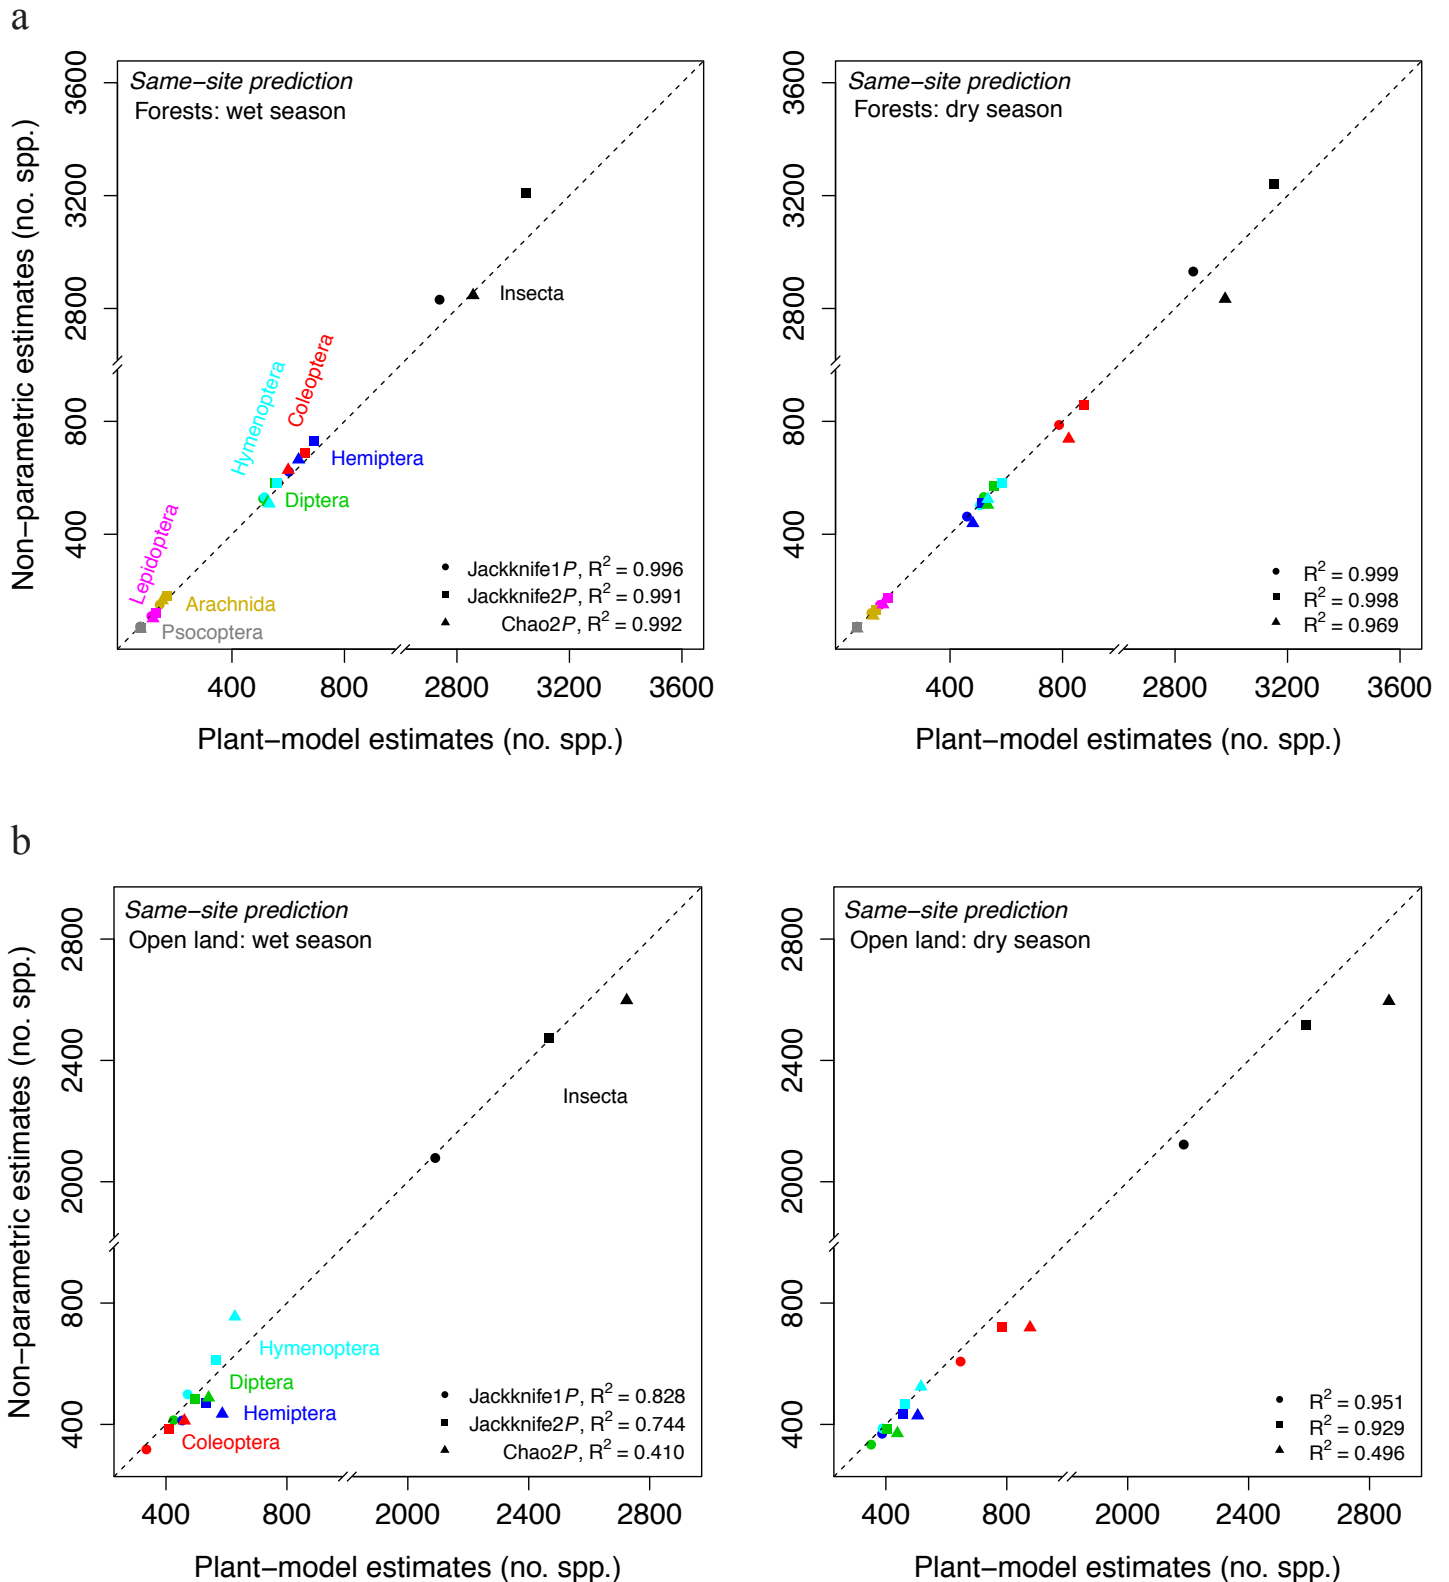 a
Same–site prediction
Forests: wet season
Non–parametric estimates (no. spp.)
3600
3200
2800
800
400
Insecta
Hymenoptera
Coleoptera
Hemiptera
Diptera
Lepidoptera
Arachnida
Psocoptera
Jackknife1P, R² = 0.996
Jackknife2P, R² = 0.991
Chao2P, R² = 0.992
400 800 2800 3200 3600
Plant–model estimates (no. spp.)
Same–site prediction
Forests: dry season
3600
3200
2800
800
400
R² = 0.999
R² = 0.998
R² = 0.969
400 800 2800 3200 3600
Plant–model estimates (no. spp.)
b
Same–site prediction
Open land: wet season
Non–parametric estimates (no. spp.)
2800
2400
2000
800
400
Insecta
Hymenoptera
Diptera
Hemiptera
Coleoptera
Jackknife1P, R² = 0.828
Jackknife2P, R² = 0.744
Chao2P, R² = 0.410
400 800 2000 2400 2800
Plant–model estimates (no. spp.)
Same–site prediction
Open land: dry season
2800
2400
2000
800
400
R² = 0.951
R² = 0.929
R² = 0.496
400 800 2000 2400 2800
Plant–model estimates (no. spp.)